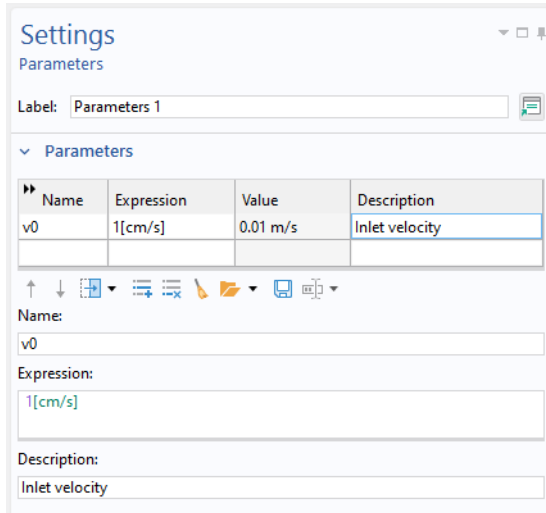 Settings
Parameters
Label: Parameters 1
Parameters
Name Expression Value Description
v0 1[cm/s] 0.01 m/s Inlet velocity
Name:
v0
Expression:
1[cm/s]
Description:
Inlet velocity